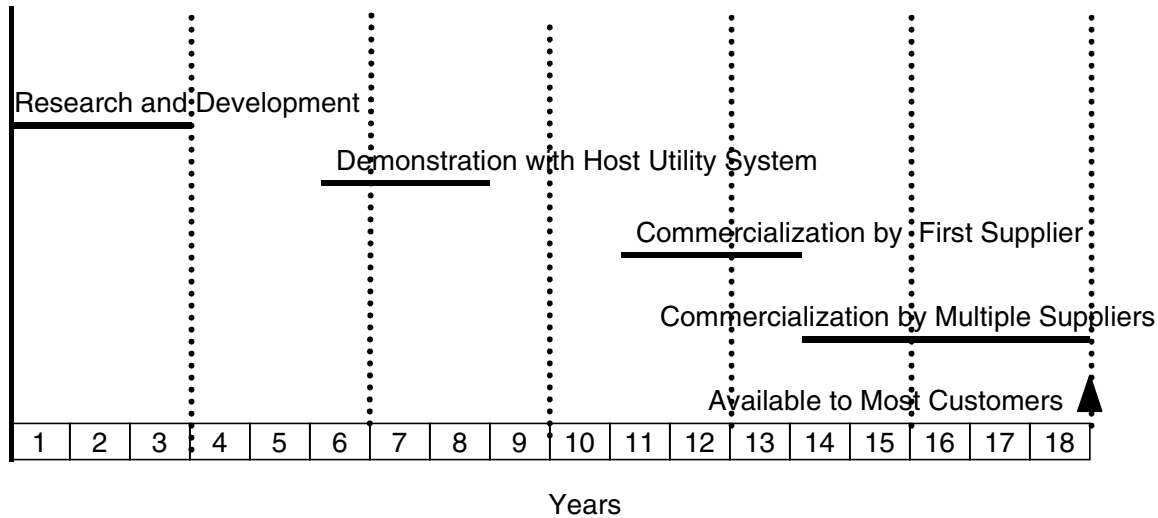 Research and Development
Demonstration with Host Utility System
Commercialization by First Supplier
Commercialization by Multiple Suppliers
Available to Most Customers
1 2 3 4 5 6 7 8 9 10 11 12 13 14 15 16 17 18
Years